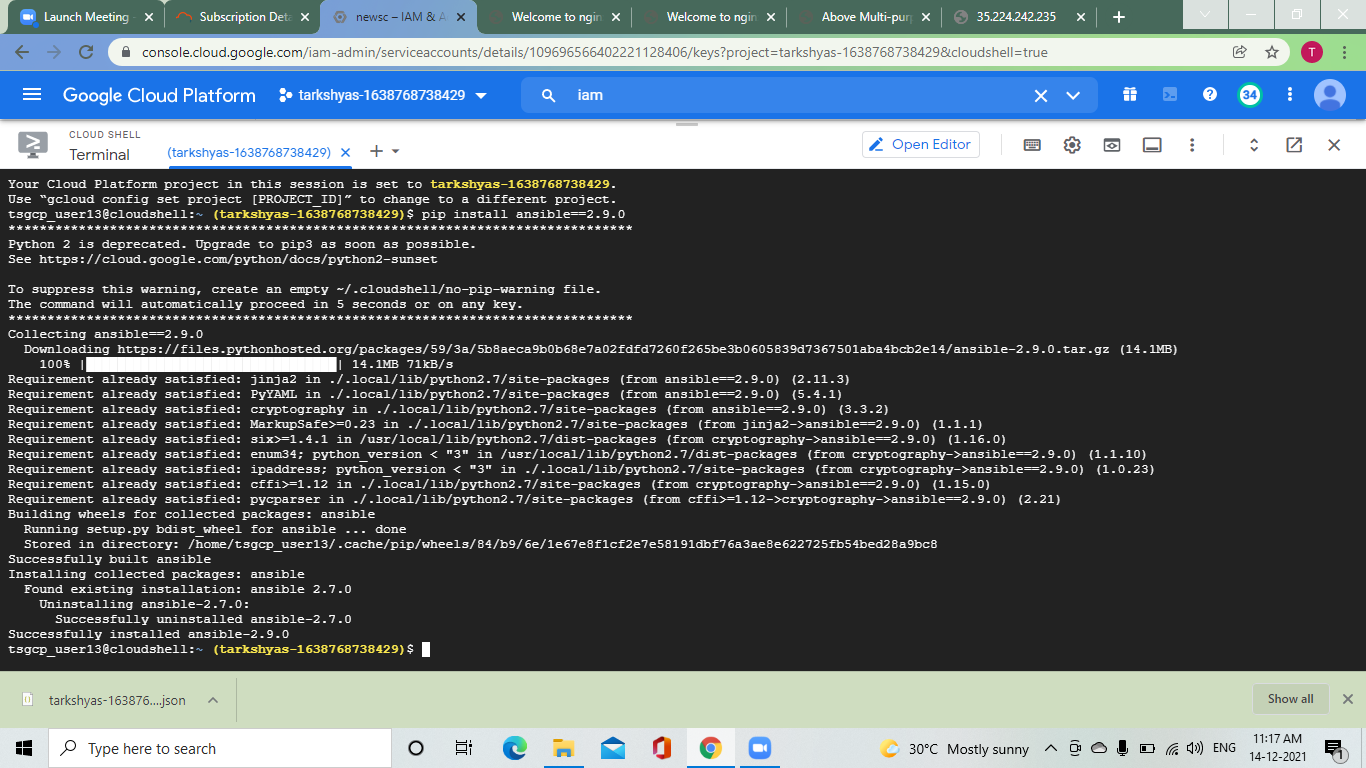 Launch Meeting
Subscription Deta
newsc – IAM & A
Welcome to ngin
Welcome to ngin
Above Multi-pur
35.224.242.235
console.cloud.google.com/iam-admin/serviceaccounts/details/109696566402221128406/keys?project=tarkshyas-1638768738429&cloudshell=true
T
Google Cloud Platform
tarkshyas-1638768738429
iam
34
CLOUD SHELL
Terminal
(tarkshyas-1638768738429)
Open Editor
Your Cloud Platform project in this session is set to tarkshyas-1638768738429.
Use “gcloud config set project [PROJECT_ID]” to change to a different project.
tsgcp_user13@cloudshell:~ (tarkshyas-1638768738429)$ pip install ansible==2.9.0
********************************************************************************
Python 2 is deprecated. Upgrade to pip3 as soon as possible.
See https://cloud.google.com/python/docs/python2-sunset
To suppress this warning, create an empty ~/.cloudshell/no-pip-warning file.
The command will automatically proceed in 5 seconds or on any key.
********************************************************************************
Collecting ansible==2.9.0
Downloading https://files.pythonhosted.org/packages/59/3a/5b8aeca9b0b68e7a02fdfd7260f265be3b0605839d7367501aba4bcb2e14/ansible-2.9.0.tar.gz (14.1MB)
100% |████████████████████████████████| 14.1MB 71kB/s
Requirement already satisfied: jinja2 in ./.local/lib/python2.7/site-packages (from ansible==2.9.0) (2.11.3)
Requirement already satisfied: PyYAML in ./.local/lib/python2.7/site-packages (from ansible==2.9.0) (5.4.1)
Requirement already satisfied: cryptography in ./.local/lib/python2.7/site-packages (from ansible==2.9.0) (3.3.2)
Requirement already satisfied: MarkupSafe>=0.23 in ./.local/lib/python2.7/site-packages (from jinja2->ansible==2.9.0) (1.1.1)
Requirement already satisfied: six>=1.4.1 in /usr/local/lib/python2.7/dist-packages (from cryptography->ansible==2.9.0) (1.16.0)
Requirement already satisfied: enum34; python_version < "3" in /usr/local/lib/python2.7/dist-packages (from cryptography->ansible==2.9.0) (1.1.10)
Requirement already satisfied: ipaddress; python_version < "3" in ./.local/lib/python2.7/site-packages (from cryptography->ansible==2.9.0) (1.0.23)
Requirement already satisfied: cffi>=1.12 in ./.local/lib/python2.7/site-packages (from cryptography->ansible==2.9.0) (1.15.0)
Requirement already satisfied: pycparser in ./.local/lib/python2.7/site-packages (from cffi>=1.12->cryptography->ansible==2.9.0) (2.21)
Building wheels for collected packages: ansible
Running setup.py bdist_wheel for ansible ... done
Stored in directory: /home/tsgcp_user13/.cache/pip/wheels/84/b9/6e/1e67e8f1cf2e7e58191dbf76a3ae8e622725fb54bed28a9bc8
Successfully built ansible
Installing collected packages: ansible
Found existing installation: ansible 2.7.0
Uninstalling ansible-2.7.0:
Successfully uninstalled ansible-2.7.0
Successfully installed ansible-2.9.0
tsgcp_user13@cloudshell:~ (tarkshyas-1638768738429)$
tarkshyas-163876....json
Show all
Type here to search
30°C Mostly sunny
ENG
11:17 AM
14-12-2021
1